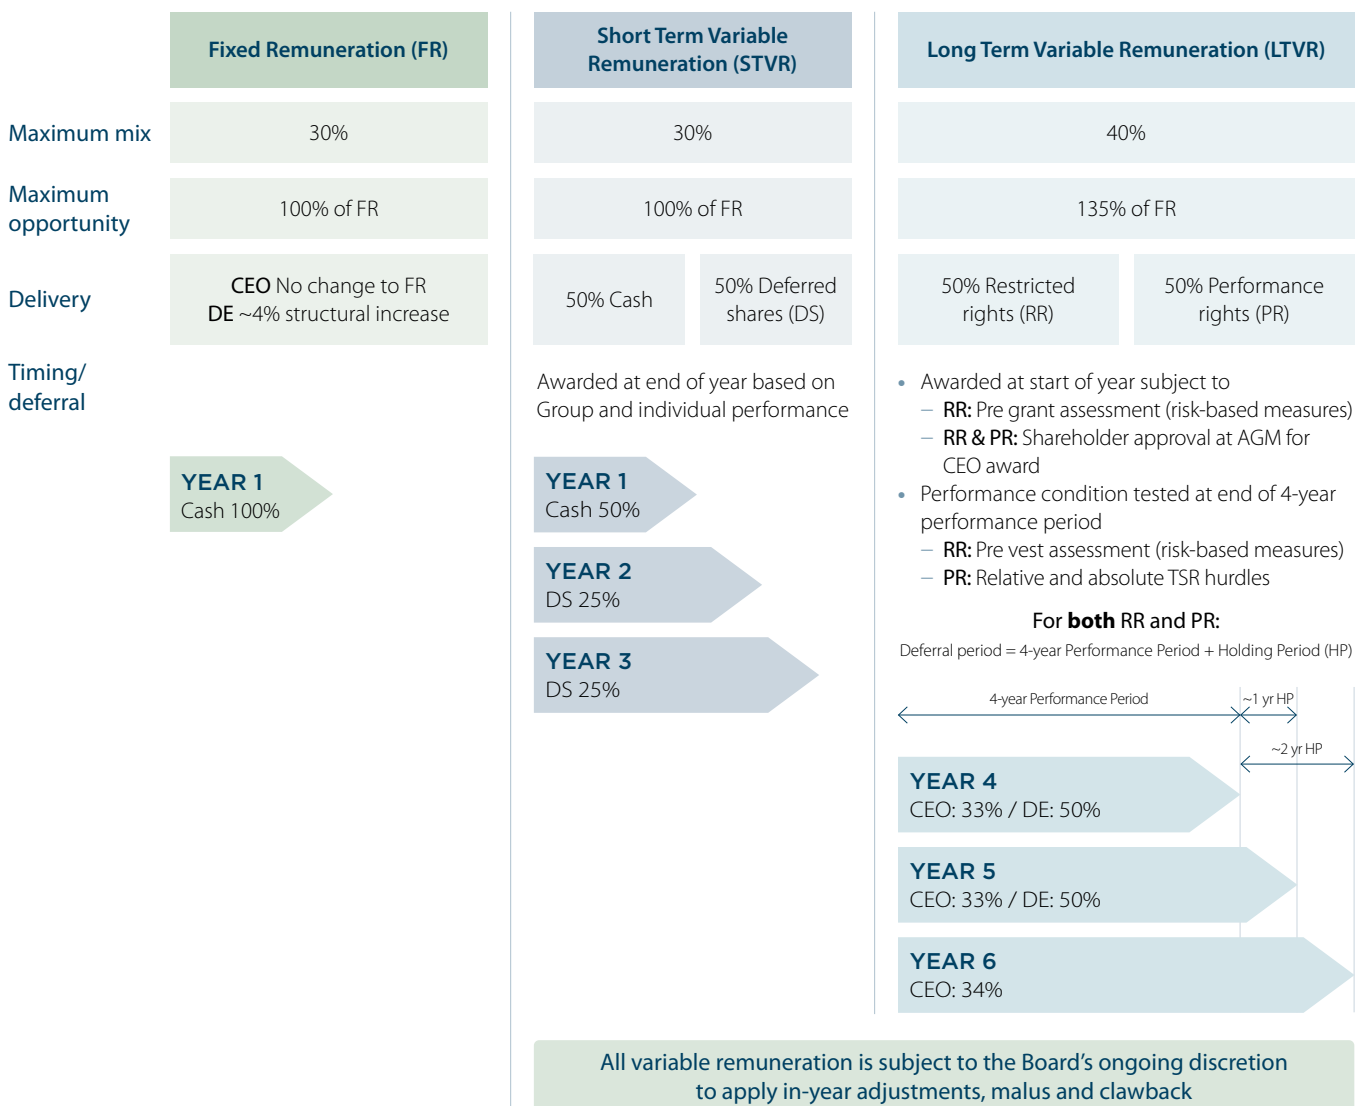 Fixed Remuneration (FR)
Short Term Variable
Remuneration (STVR)
Long Term Variable Remuneration (LTVR)
Maximum mix
30%
30%
40%
Maximum
opportunity
100% of FR
100% of FR
135% of FR
Delivery
CEO No change to FR
DE ~4% structural increase
50% Cash
50% Deferred
shares (DS)
50% Restricted
rights (RR)
50% Performance
rights (PR)
Timing/
deferral
YEAR 1
Cash 100%
Awarded at end of year based on
Group and individual performance
YEAR 1
Cash 50%
YEAR 2
DS 25%
YEAR 3
DS 25%
• Awarded at start of year subject to
– RR: Pre grant assessment (risk-based measures)
– RR & PR: Shareholder approval at AGM for
CEO award
• Performance condition tested at end of 4-year
performance period
– RR: Pre vest assessment (risk-based measures)
– PR: Relative and absolute TSR hurdles
For both RR and PR:
Deferral period = 4-year Performance Period + Holding Period (HP)
4-year Performance Period
~1 yr HP
~2 yr HP
YEAR 4
CEO: 33% / DE: 50%
YEAR 5
CEO: 33% / DE: 50%
YEAR 6
CEO: 34%
All variable remuneration is subject to the Board's ongoing discretion
to apply in-year adjustments, malus and clawback